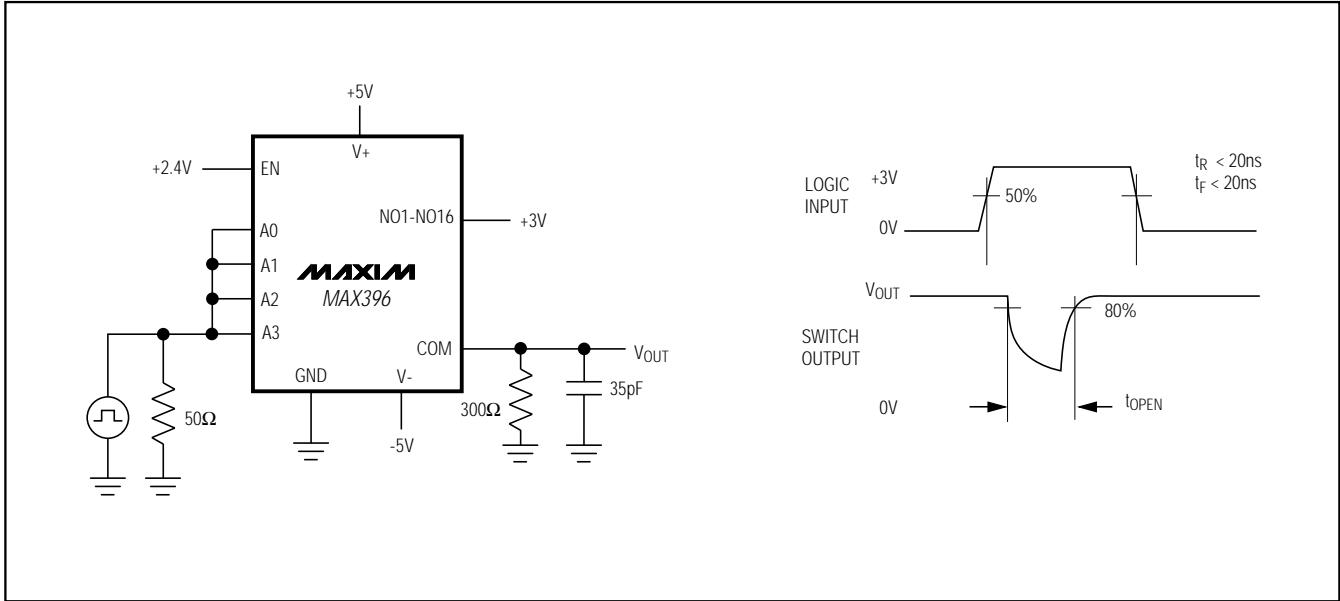 +5V
V+
+2.4V
EN
NO1-NO16
+3V
A0
A1
A2
A3
MAXIM
MAX396
COM
VOUT
GND
V-
50Ω
-5V
300Ω
35pF
LOGIC
INPUT
+3V
50%
0V
tR < 20ns
tF < 20ns
VOUT
80%
SWITCH
OUTPUT
0V
tOPEN